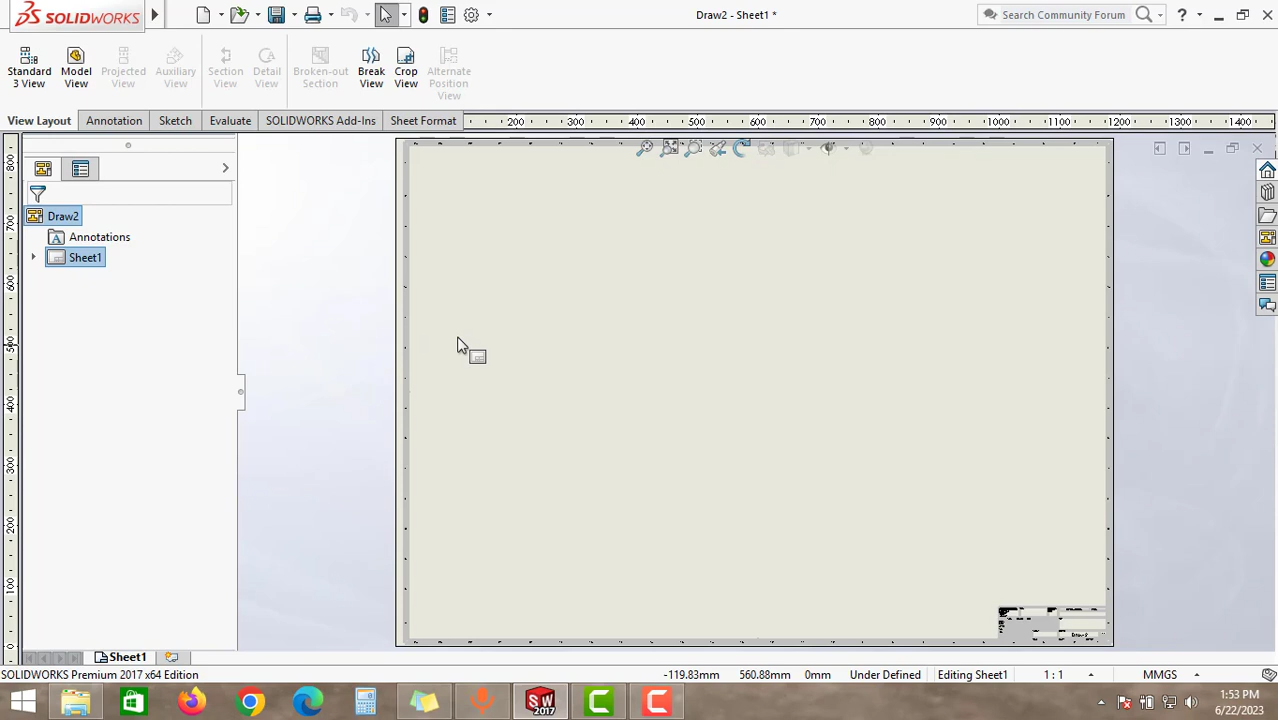 SOLIDWORKS
Draw2 - Sheet1 *
Search Community Forum
?
Standard 3 View
Model View
Projected View
Auxiliary View
Section View
Detail View
Broken-out Section
Break View
Crop View
Alternate Position View
View Layout
Annotation
Sketch
Evaluate
SOLIDWORKS Add-Ins
Sheet Format
200 300 400 500 600 700 800 900 1000 1100 1200 1300 1400
800
700
600
500
400
300
200
100
0
Draw2
Annotations
Sheet1
Draw2
Sheet1
SOLIDWORKS Premium 2017 x64 Edition
-119.83mm 560.88mm 0mm Under Defined Editing Sheet1 1 : 1 MMGS
SW 2017
1:53 PM
6/22/2023